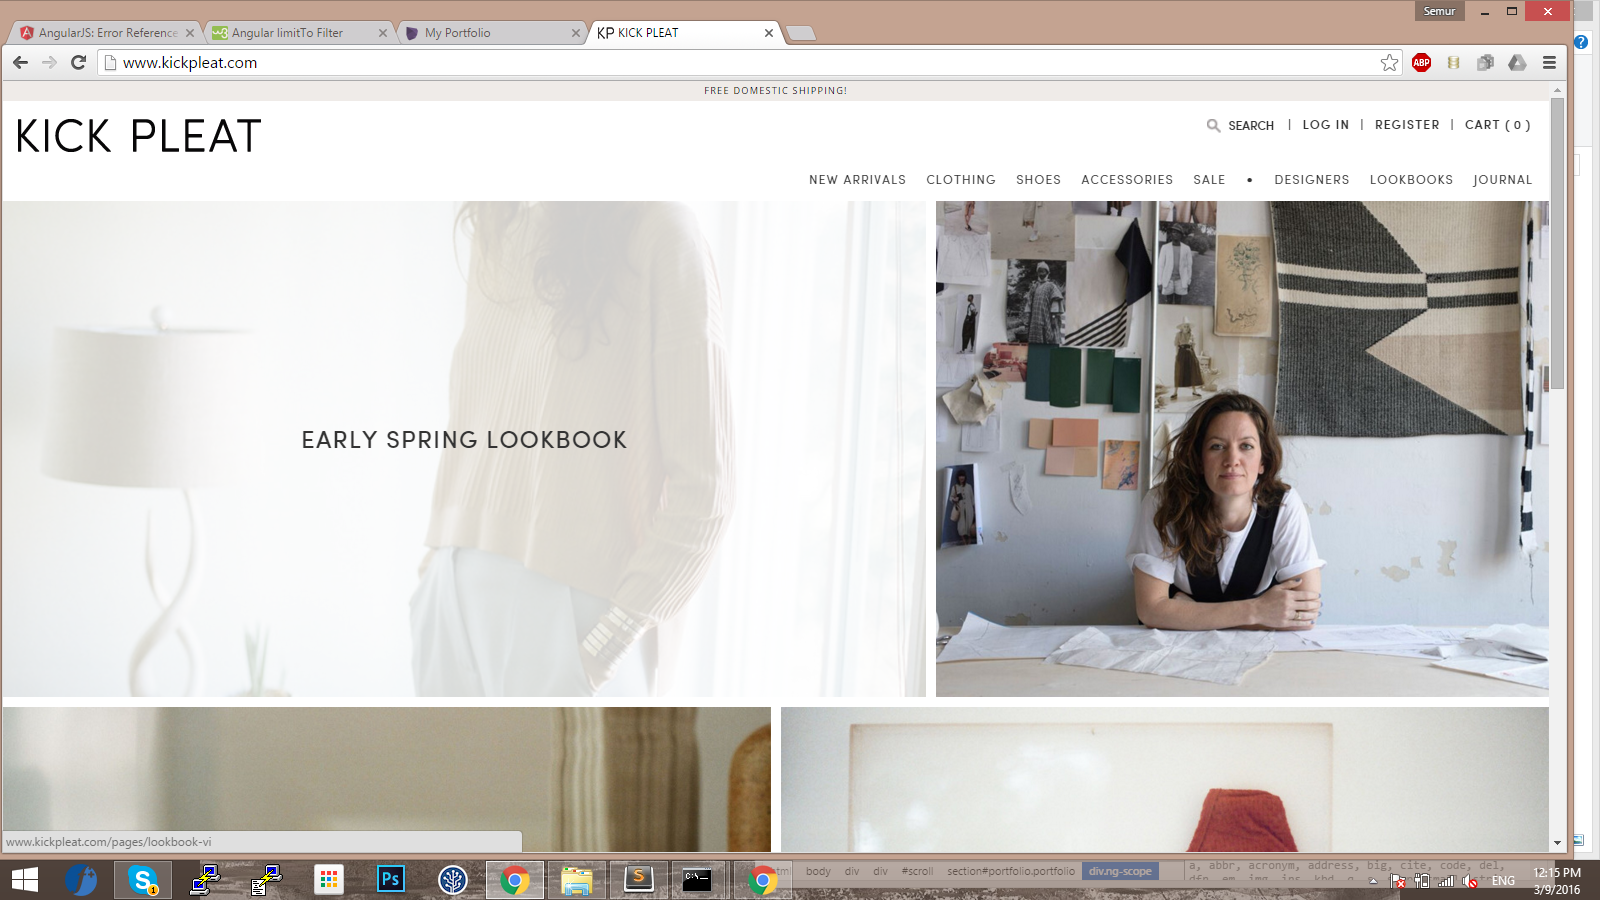 Semur
AngularJS: Error Reference
Angular limitTo Filter
My Portfolio
KP KICK PLEAT
www.kickpleat.com
ABP
FREE DOMESTIC SHIPPING!
KICK PLEAT
SEARCH | LOG IN | REGISTER | CART ( 0 )
NEW ARRIVALS CLOTHING SHOES ACCESSORIES SALE • DESIGNERS LOOKBOOKS JOURNAL
EARLY SPRING LOOKBOOK
www.kickpleat.com/pages/lookbook-vi
body div div #scroll section#portfolio.portfolio div.ng-scope
a, abbr, acronym, address, big, cite, code, del,
Ps
1
ENG
12:15 PM
3/9/2016